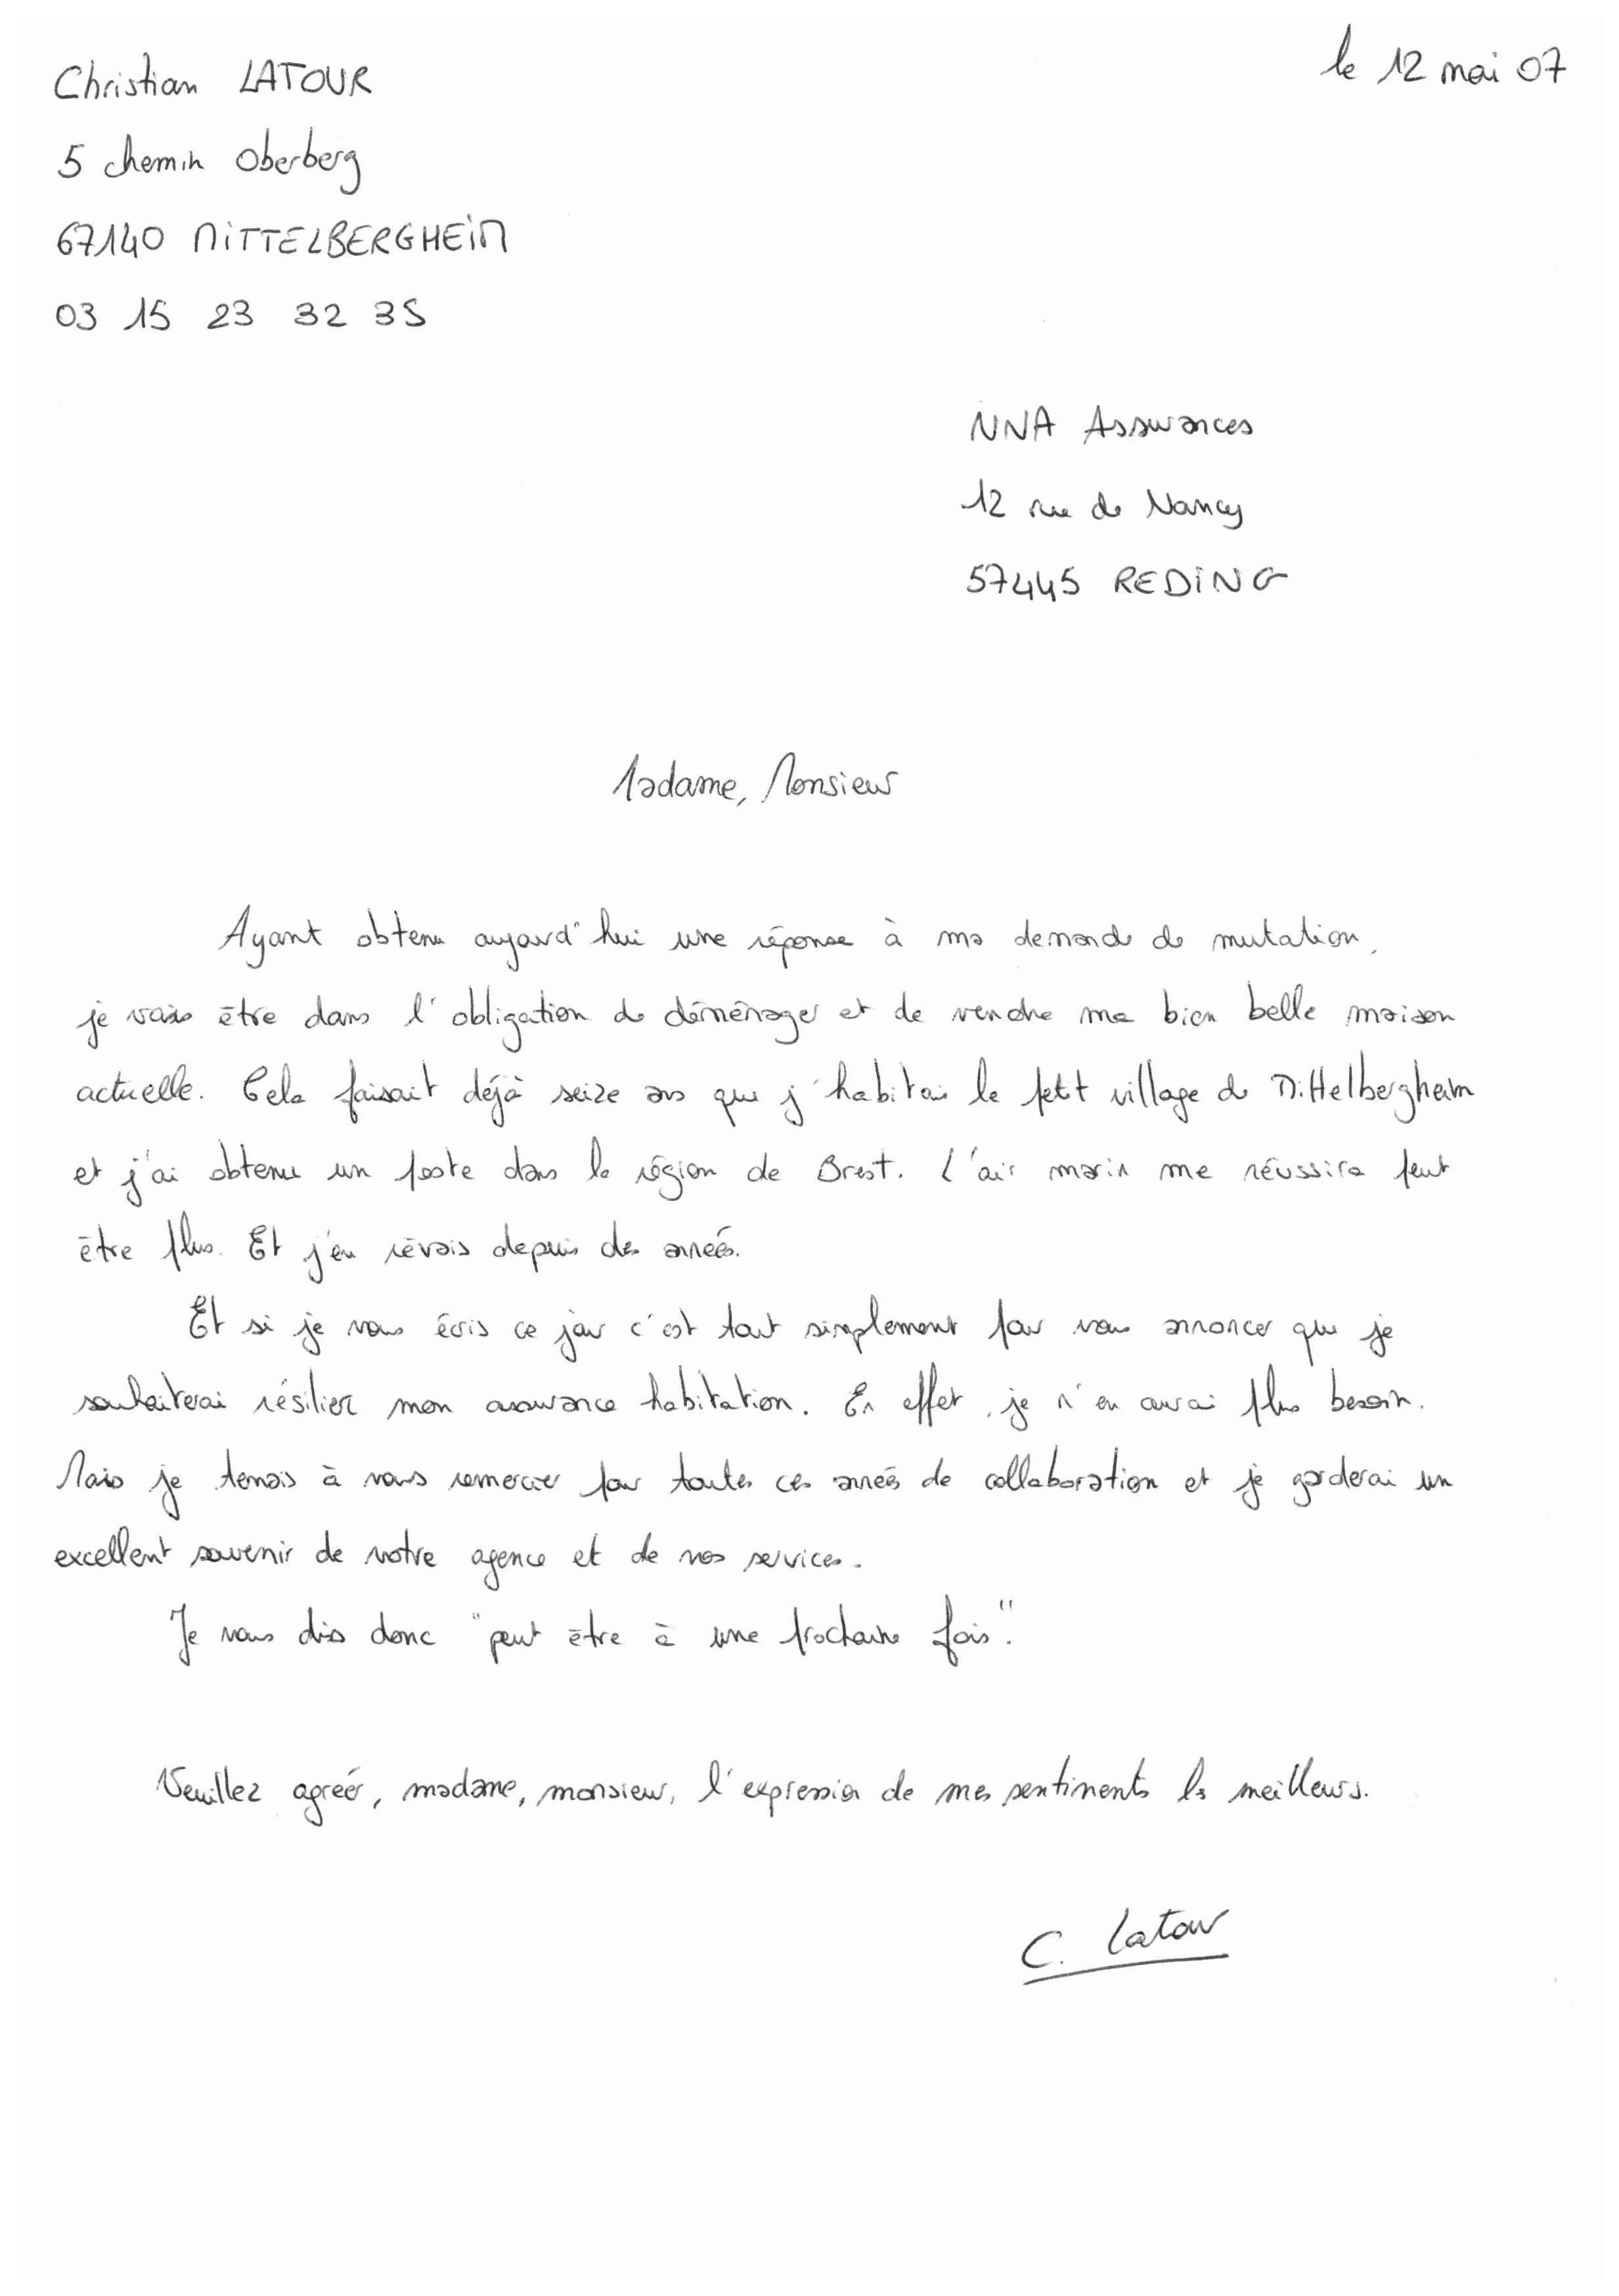 Christian LATOUR
le 12 mai 07
5 chemin Oberberg
67140 MITTELBERGHEIM
03 15 23 32 35
NNA Assurances
12 rue de Nancy
57445 REDING
Madame, Monsieur
Ayant obtenu aujourd'hui une réponse à ma demande de mutation,
je vais être dans l'obligation de déménager et de vendre ma bien belle maison
actuelle. Cela faisait déjà seize ans que j'habitais le petit village de Mittelbergheim
et j'ai obtenu un poste dans la région de Brest. L'air marin me réussira peut
être plus. Et j'en rêvais depuis des années.
Et si je vous écris ce jour c'est tout simplement pour vous annoncer que je
souhaiterai résilier mon assurance habitation. En effet, je n'en aurai plus besoin.
Mais je tenais à vous remercier pour toutes ces années de collaboration et je garderai un
excellent souvenir de votre agence et de vos services.
Je vous dis donc "peut être à une prochaine fois".
Veuillez agréér, madame, monsieur, l'expression de mes sentiments les meilleurs.
C. Latour